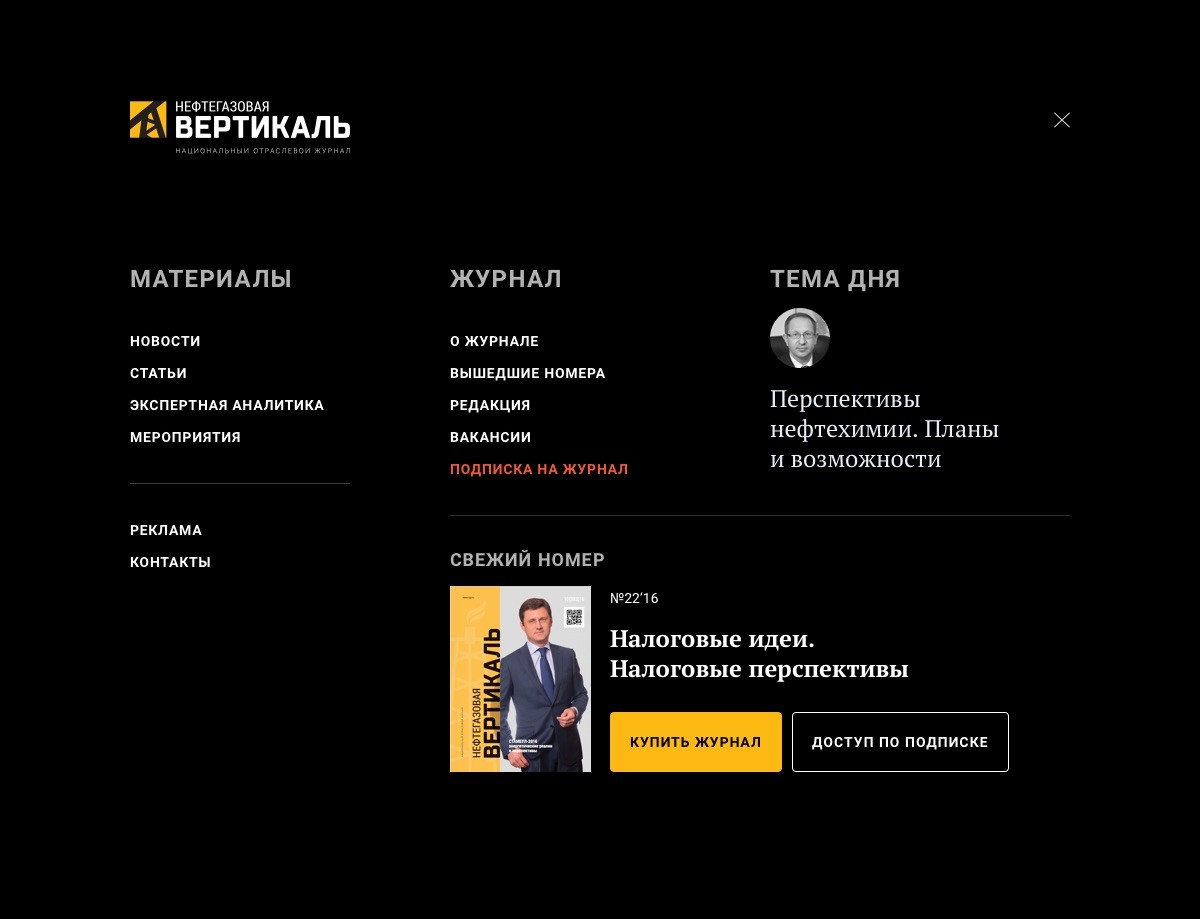 НЕФТЕГАЗОВАЯ
ВЕРТИКАЛЬ
НАЦИОНАЛЬНЫЙ ОТРАСЛЕВОЙ ЖУРНАЛ
МАТЕРИАЛЫ
НОВОСТИ
СТАТЬИ
ЭКСПЕРТНАЯ АНАЛИТИКА
МЕРОПРИЯТИЯ
РЕКЛАМА
КОНТАКТЫ
ЖУРНАЛ
О ЖУРНАЛЕ
ВЫШЕДШИЕ НОМЕРА
РЕДАКЦИЯ
ВАКАНСИИ
ПОДПИСКА НА ЖУРНАЛ
ТЕМА ДНЯ
Перспективы
нефтехимии. Планы
и возможности
СВЕЖИЙ НОМЕР
НЕФТЕГАЗОВАЯ
ВЕРТИКАЛЬ
№22’16
Налоговые идеи.
Налоговые перспективы
КУПИТЬ ЖУРНАЛ
ДОСТУП ПО ПОДПИСКЕ